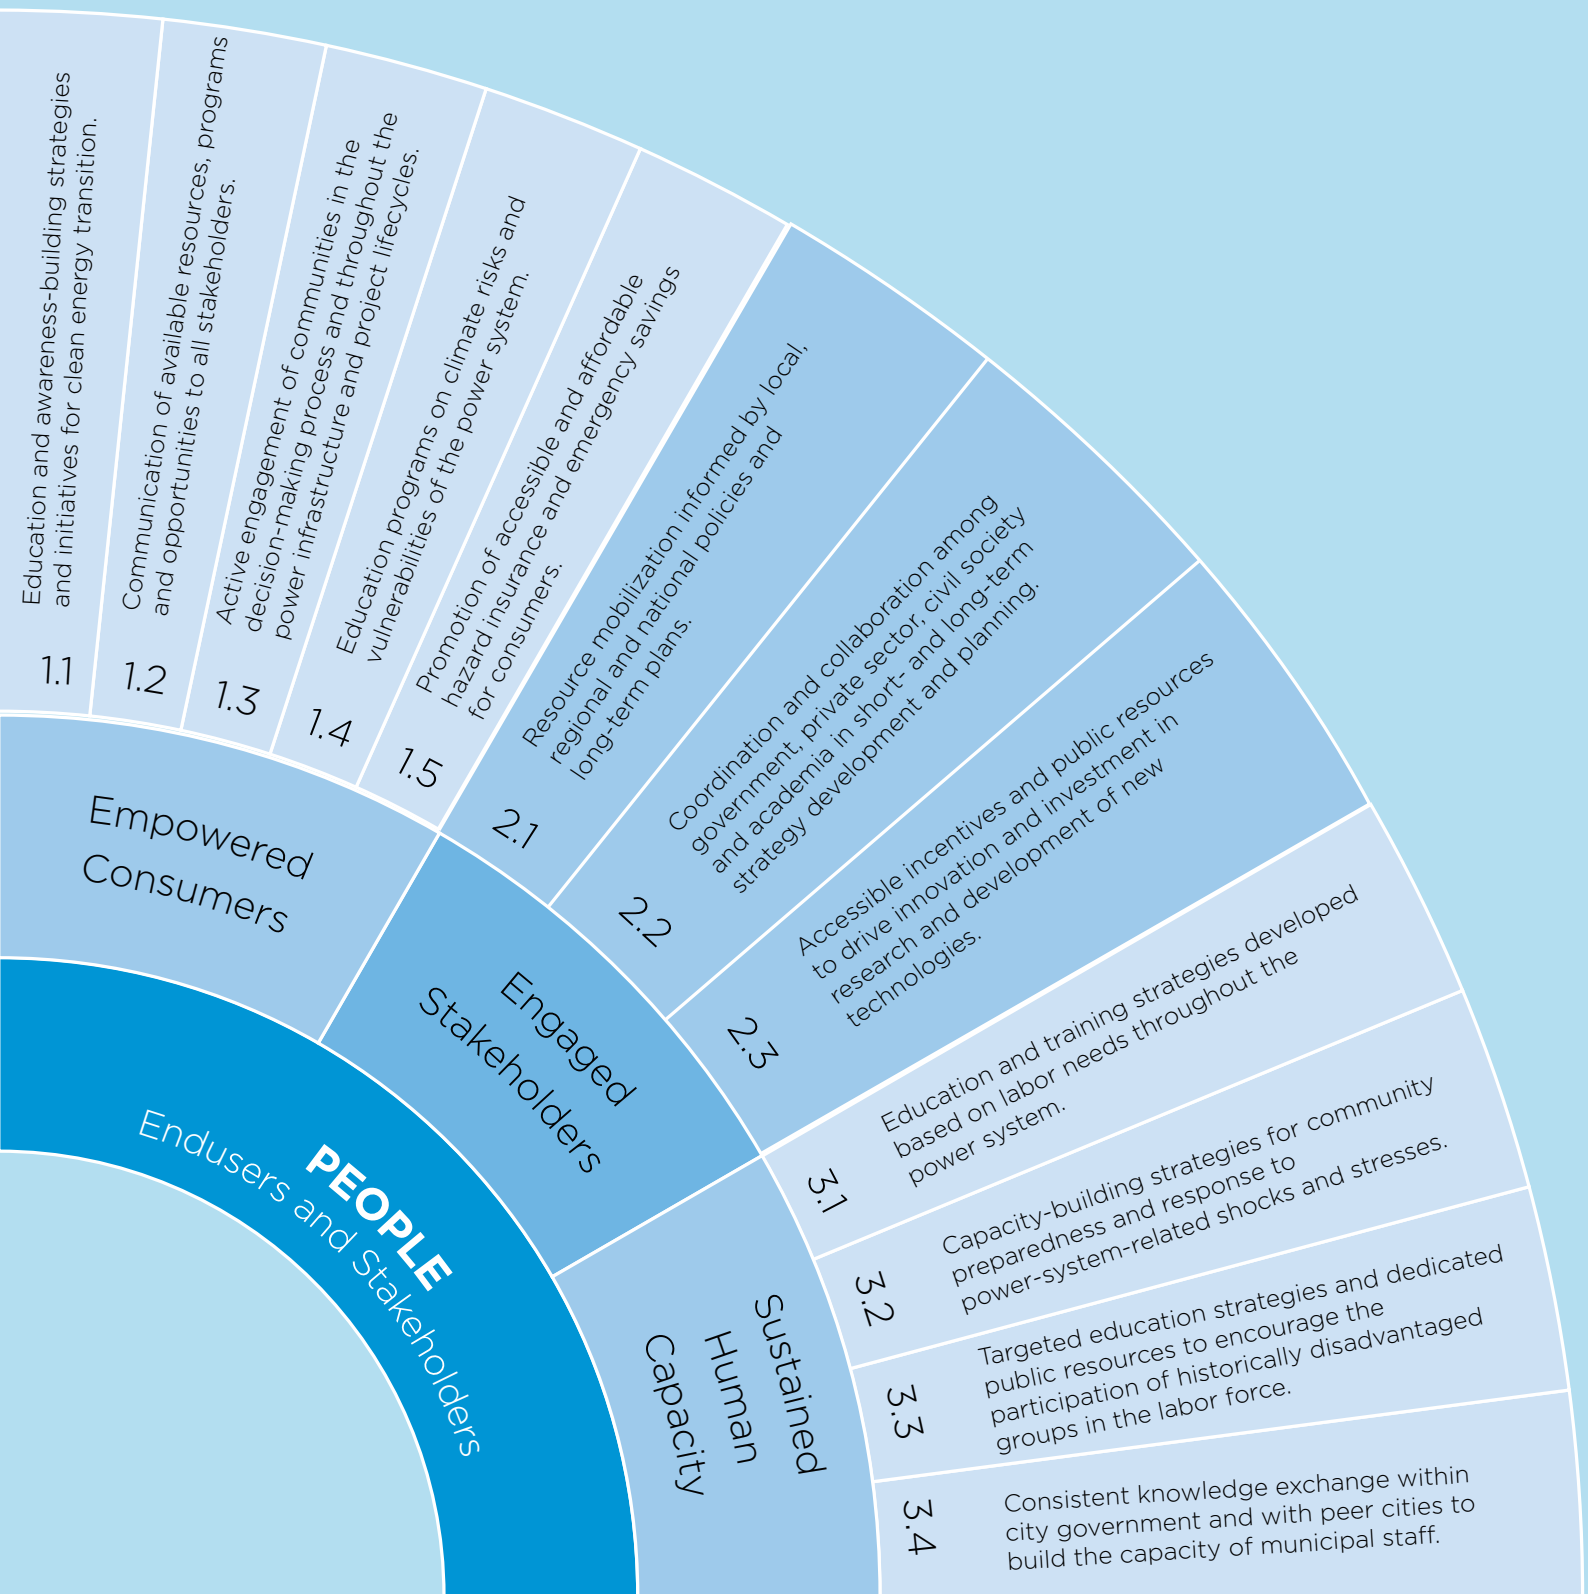 1.1
Education and awareness-building strategies
and initiatives for clean energy transition.
1.2
Communication of available resources, programs
and opportunities to all stakeholders.
1.3
Active engagement of communities in the
decision-making process and throughout the
power infrastructure and project lifecycles.
1.4
Education programs on climate risks and
vulnerabilities of the power system.
1.5
Promotion of accessible and affordable
hazard insurance and emergency savings
for consumers.
Empowered
Consumers
2.1
Resource mobilization informed by local,
regional and national policies and
long-term plans.
2.2
Coordination and collaboration among
government, private sector, civil society
and academia in short- and long-term
strategy development and planning.
2.3
Accessible incentives and public resources
to drive innovation and investment in
research and development of new
technologies.
Engaged
Stakeholders
3.1
Education and training strategies developed
based on labor needs throughout the
power system.
3.2
Capacity-building strategies for community
preparedness and response to
power-system-related shocks and stresses.
3.3
Targeted education strategies and dedicated
public resources to encourage the
participation of historically disadvantaged
groups in the labor force.
3.4
Consistent knowledge exchange within
city government and with peer cities to
build the capacity of municipal staff.
Sustained
Human
Capacity
PEOPLE
Endusers and Stakeholders